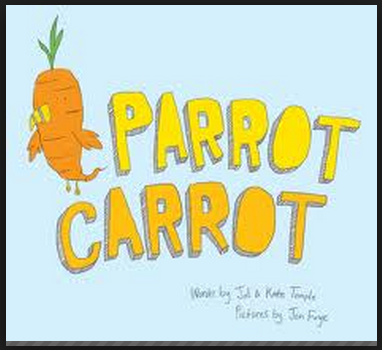 PARROT
CARROT
Words by Jol & Kate Temple
Pictures by Jon Foye